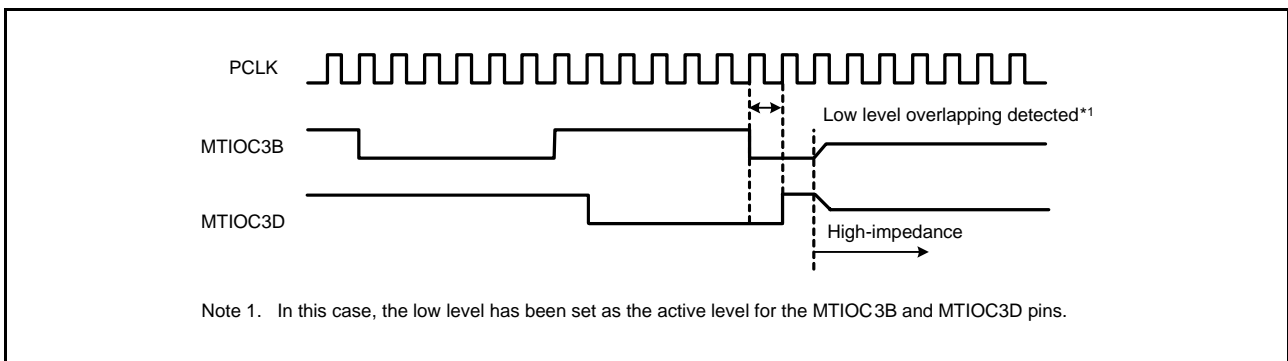 PCLK
Low level overlapping detected*1
MTIOC3B
MTIOC3D
High-impedance
Note 1. In this case, the low level has been set as the active level for the MTIOC3B and MTIOC3D pins.